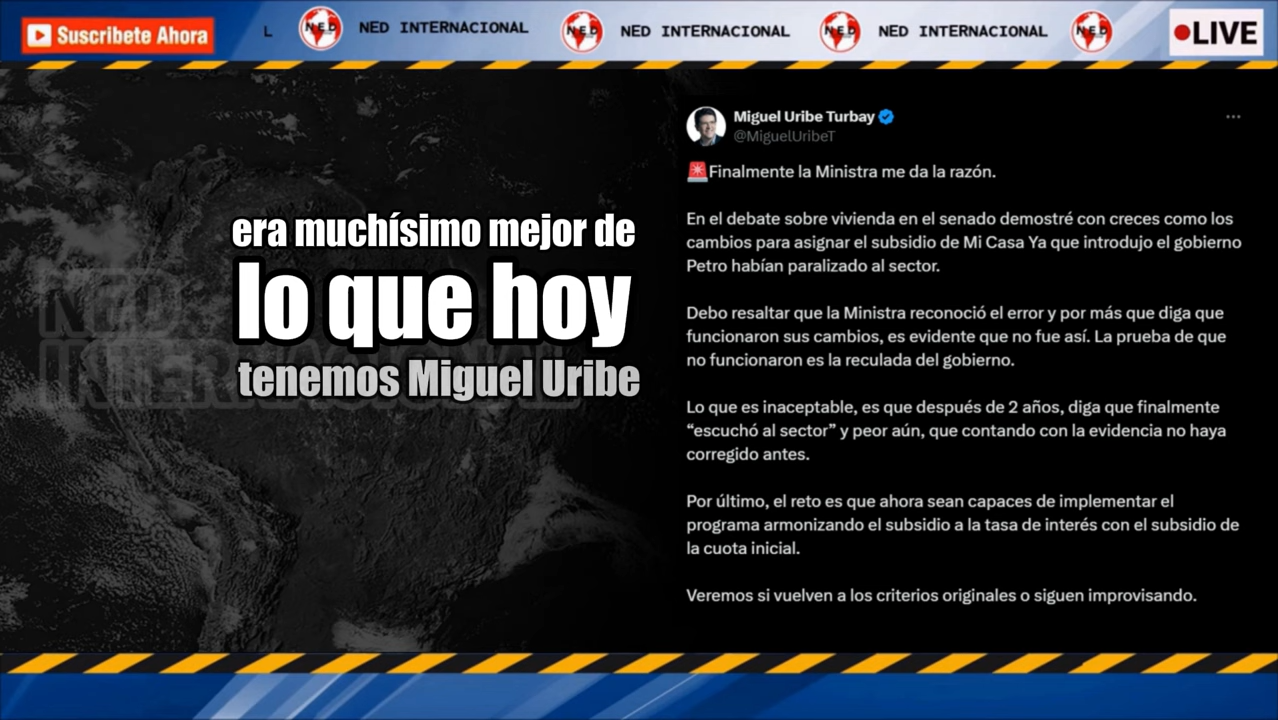 Suscribete Ahora
L NED NED INTERNACIONAL NED NED INTERNACIONAL NED NED INTERNACIONAL NED
LIVE
era muchísimo mejor de
lo que hoy
tenemos Miguel Uribe
NED
INTERNACIONAL
Miguel Uribe Turbay
@MiguelUribeT
🚨Finalmente la Ministra me da la razón.
En el debate sobre vivienda en el senado demostré con creces como los
cambios para asignar el subsidio de Mi Casa Ya que introdujo el gobierno
Petro habían paralizado al sector.
Debo resaltar que la Ministra reconoció el error y por más que diga que
funcionaron sus cambios, es evidente que no fue así. La prueba de que
no funcionaron es la reculada del gobierno.
Lo que es inaceptable, es que después de 2 años, diga que finalmente
“escuchó al sector” y peor aún, que contando con la evidencia no haya
corregido antes.
Por último, el reto es que ahora sean capaces de implementar el
programa armonizando el subsidio a la tasa de interés con el subsidio de
la cuota inicial.
Veremos si vuelven a los criterios originales o siguen improvisando.